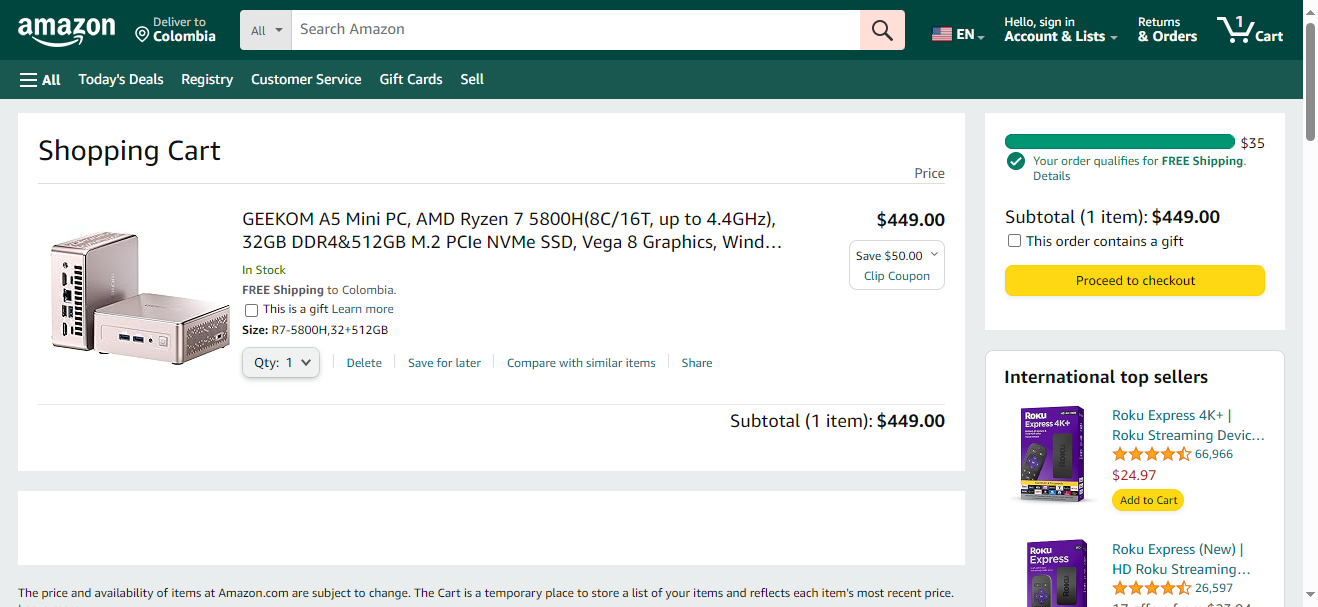 amazon
Deliver to
Colombia
All
Search Amazon
EN
Hello, sign in
Account & Lists
Returns
& Orders
1
Cart
All
Today's Deals
Registry
Customer Service
Gift Cards
Sell
Shopping Cart
Price
GEEKOM A5 Mini PC, AMD Ryzen 7 5800H(8C/16T, up to 4.4GHz),
32GB DDR4&512GB M.2 PCIe NVMe SSD, Vega 8 Graphics, Wind…
$449.00
Save $50.00
Clip Coupon
In Stock
FREE Shipping to Colombia.
This is a gift Learn more
Size: R7-5800H,32+512GB
Qty: 1
Delete
Save for later
Compare with similar items
Share
Subtotal (1 item): $449.00
The price and availability of items at Amazon.com are subject to change. The Cart is a temporary place to store a list of your items and reflects each item's most recent price.
$35
Your order qualifies for FREE Shipping.
Details
Subtotal (1 item): $449.00
This order contains a gift
Proceed to checkout
International top sellers
Roku
Express 4K+
Roku Express 4K+ |
Roku Streaming Devic…
66,966
$24.97
Add to Cart
Roku
Express
Roku Express (New) |
HD Roku Streaming…
26,597